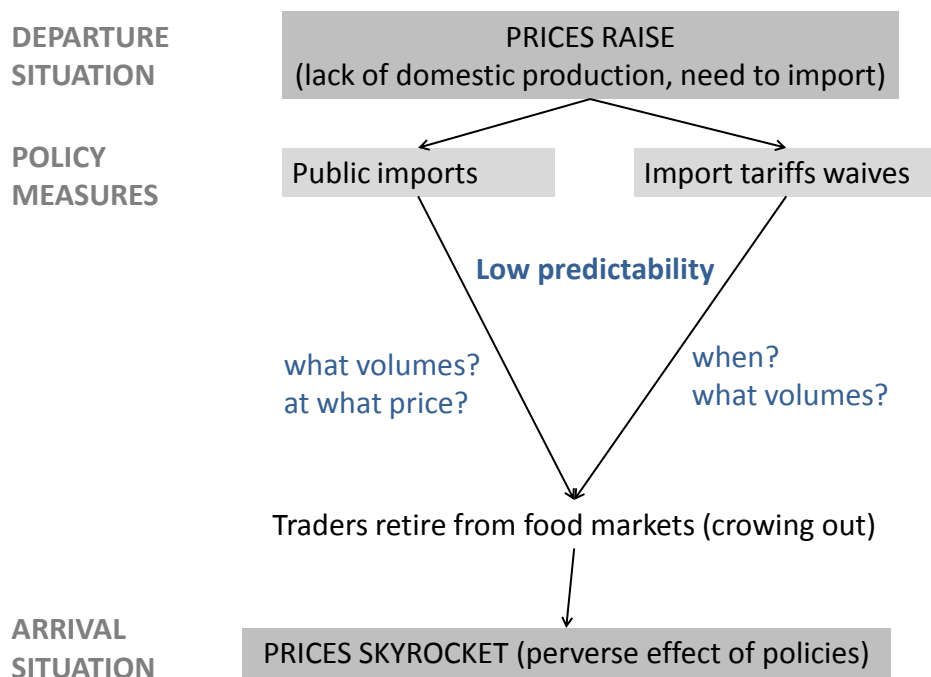 DEPARTURE
SITUATION
PRICES RAISE
(lack of domestic production, need to import)
POLICY
MEASURES
Public imports
Import tariffs waives
Low predictability
what volumes?
at what price?
when?
what volumes?
Traders retire from food markets (crowing out)
ARRIVAL
SITUATION
PRICES SKYROCKET (perverse effect of policies)